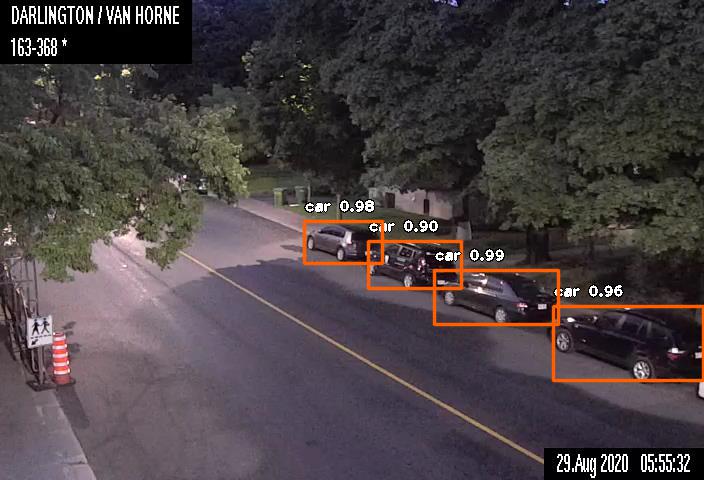 DARLINGTON / VAN HORNE
163-368 *
car 0.98
car 0.90
car 0.99
car 0.96
29.Aug 2020 05:55:32